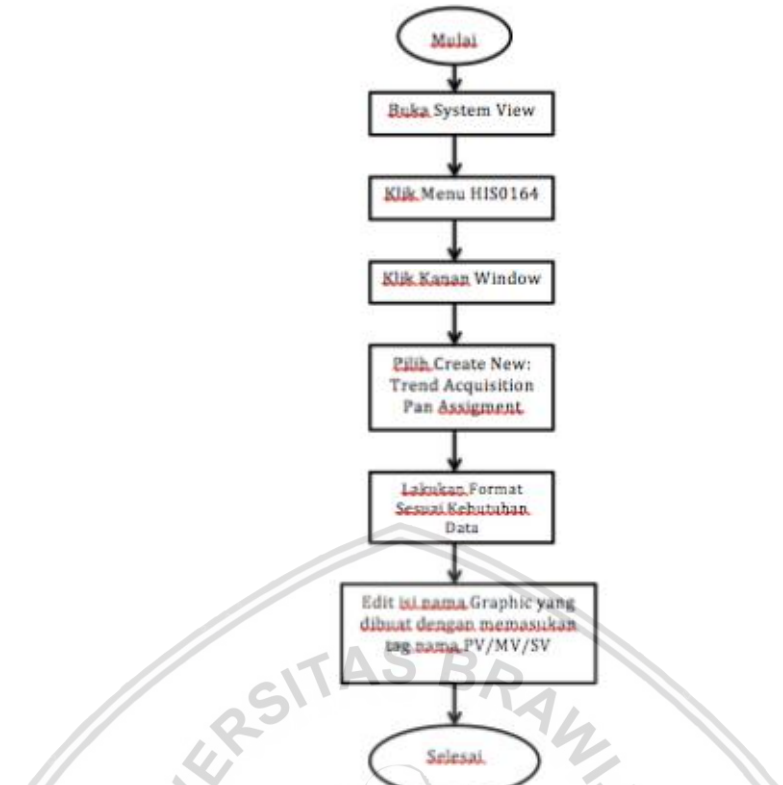 Mulai
Buka System View
Klik Menu HIS0164
Klik Kanan Window
Pilih Create New:
Trend Acquisition
Pan Assigment
Lakukan Format
Sesuai Kebutuhan
Data
Edit isi nama Graphic yang
dibuat dengan memasukan
tag nama PV/MV/SV
ERSITAS BRAWI
Selesai